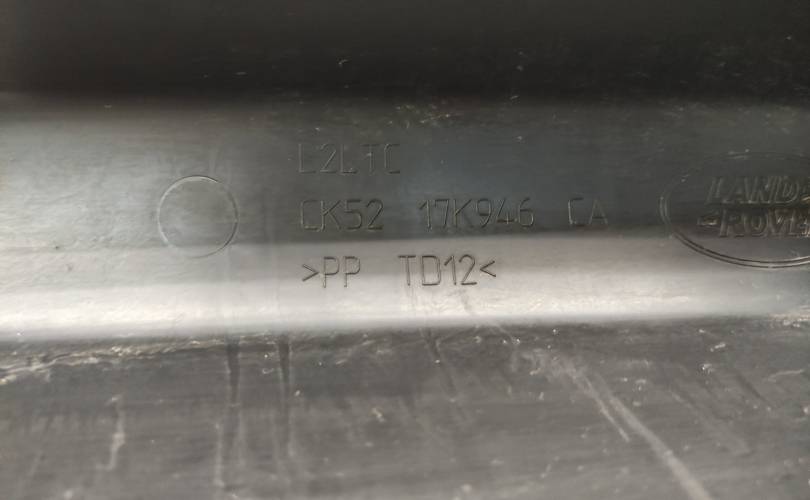 L2LTC
CK52 17K946 CA
>PP TD12<
LAND
ROVER